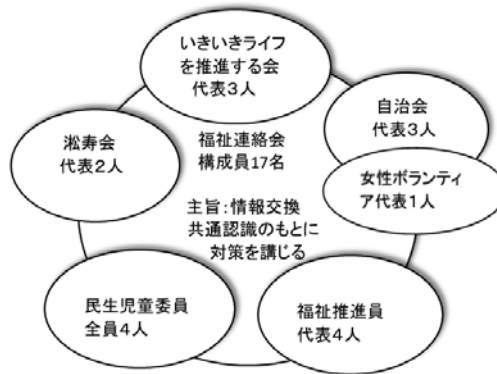 いきいきライフ
を推進する会
代表3人
自治会
代表3人
女性ボランティ
ア代表1人
淞寿会
代表2人
福祉連絡会
構成員17名
主旨：情報交換
共通認識のもとに
対策を講じる
民生児童委員
全員4人
福祉推進員
代表4人